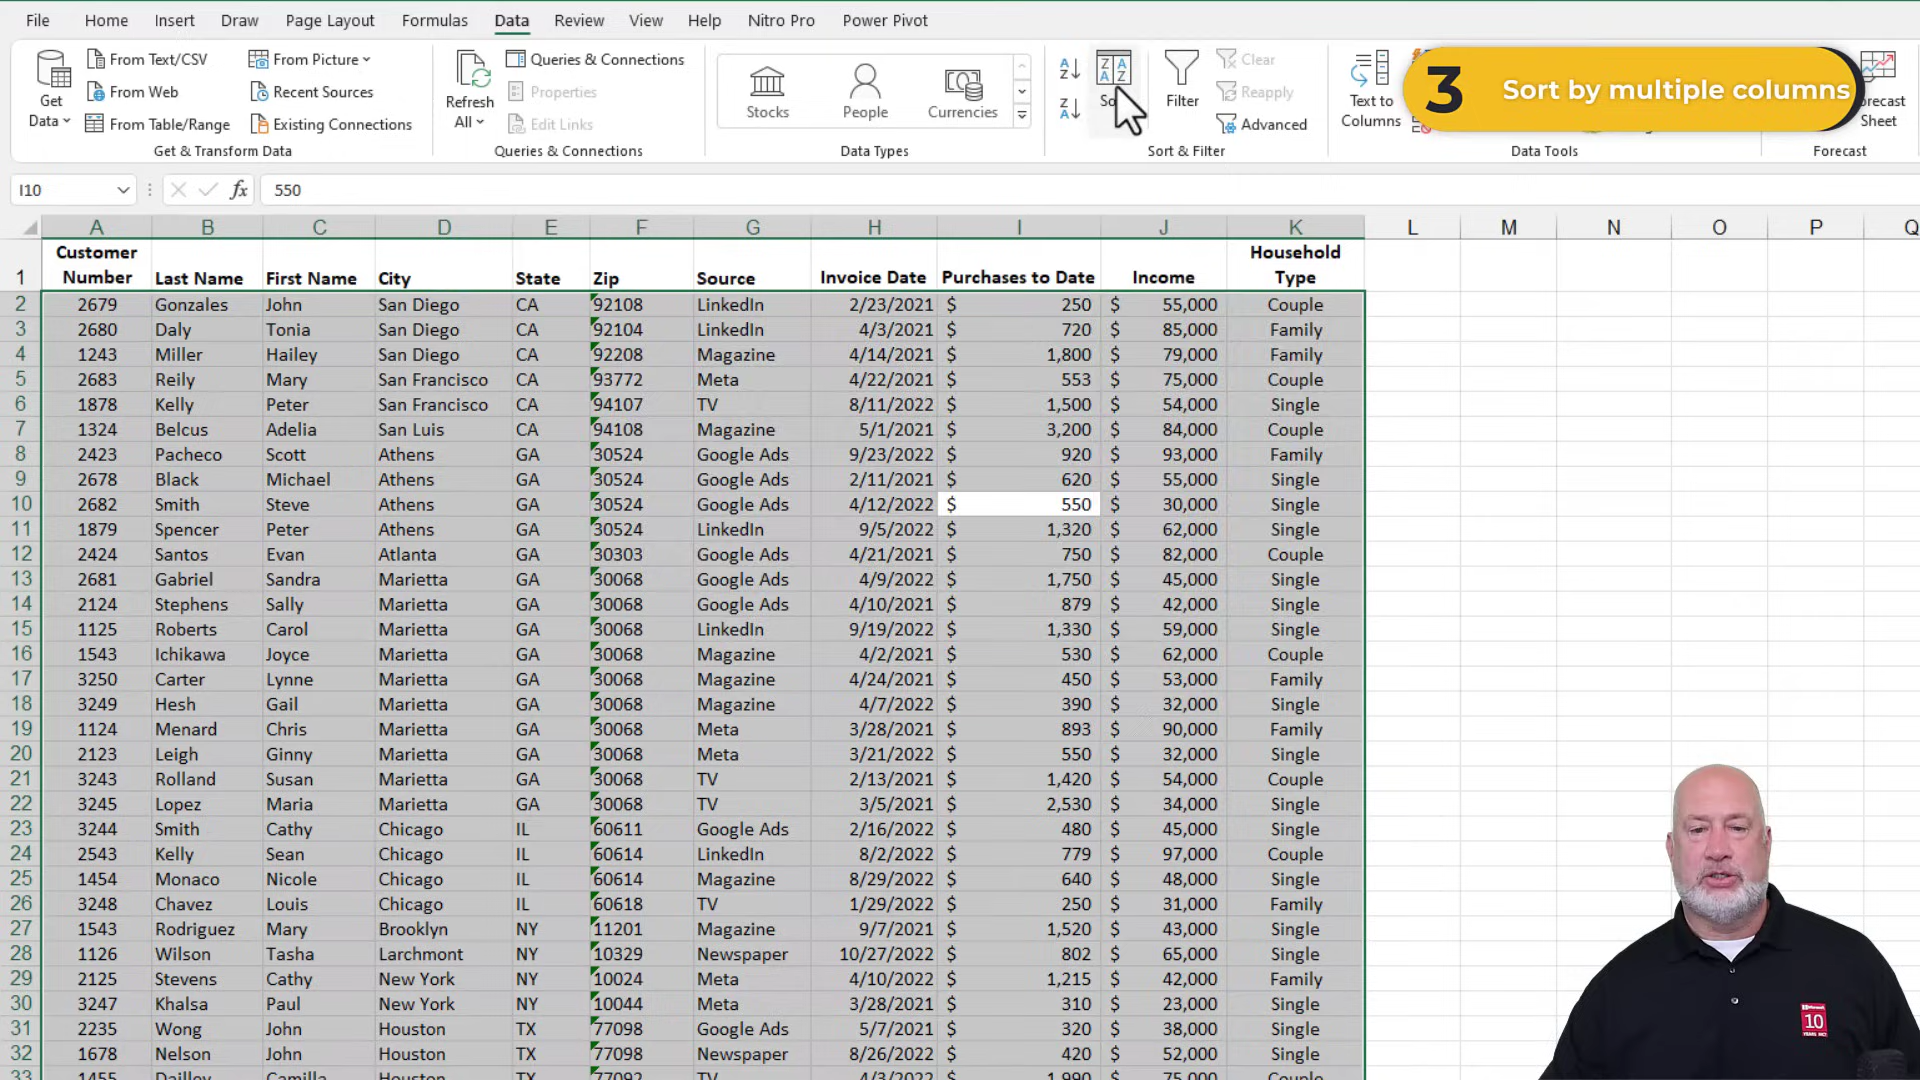 File Home Insert Draw Page Layout Formulas Data Review View Help Nitro Pro Power Pivot
Get Data
From Text/CSV
From Web
From Table/Range
From Picture
Recent Sources
Existing Connections
Get & Transform Data
Refresh All
Queries & Connections
Properties
Edit Links
Queries & Connections
Stocks People Currencies
Data Types
Filter
Clear
Reapply
Advanced
Sort & Filter
Text to Columns
Data Tools
Sheet
Forecast
3 Sort by multiple columns
I10 fx 550
A B C D E F G H I J K L M N O P Q
1 Customer Number Last Name First Name City State Zip Source Invoice Date Purchases to Date Income Household Type
2 2679 Gonzales John San Diego CA 92108 LinkedIn 2/23/2021 $ 250 $ 55,000 Couple
3 2680 Daly Tonia San Diego CA 92104 LinkedIn 4/3/2021 $ 720 $ 85,000 Family
4 1243 Miller Hailey San Diego CA 92208 Magazine 4/14/2021 $ 1,800 $ 79,000 Family
5 2683 Reily Mary San Francisco CA 93772 Meta 4/22/2021 $ 553 $ 75,000 Couple
6 1878 Kelly Peter San Francisco CA 94107 TV 8/11/2022 $ 1,500 $ 54,000 Single
7 1324 Belcus Adelia San Luis CA 94108 Magazine 5/1/2021 $ 3,200 $ 84,000 Couple
8 2423 Pacheco Scott Athens GA 30524 Google Ads 9/23/2022 $ 920 $ 93,000 Family
9 2678 Black Michael Athens GA 30524 Google Ads 2/11/2021 $ 620 $ 55,000 Single
10 2682 Smith Steve Athens GA 30524 Google Ads 4/12/2022 $ 550 $ 30,000 Single
11 1879 Spencer Peter Athens GA 30524 LinkedIn 9/5/2022 $ 1,320 $ 62,000 Single
12 2424 Santos Evan Atlanta GA 30303 Google Ads 4/21/2021 $ 750 $ 82,000 Couple
13 2681 Gabriel Sandra Marietta GA 30068 Google Ads 4/9/2022 $ 1,750 $ 45,000 Single
14 2124 Stephens Sally Marietta GA 30068 Google Ads 4/10/2021 $ 879 $ 42,000 Single
15 1125 Roberts Carol Marietta GA 30068 LinkedIn 9/19/2022 $ 1,330 $ 59,000 Single
16 1543 Ichikawa Joyce Marietta GA 30068 Magazine 4/2/2021 $ 530 $ 62,000 Couple
17 3250 Carter Lynne Marietta GA 30068 Magazine 4/24/2021 $ 450 $ 53,000 Family
18 3249 Hesh Gail Marietta GA 30068 Magazine 4/7/2022 $ 390 $ 32,000 Single
19 1124 Menard Chris Marietta GA 30068 Meta 3/28/2021 $ 893 $ 90,000 Family
20 2123 Leigh Ginny Marietta GA 30068 Meta 3/21/2022 $ 550 $ 32,000 Single
21 3243 Rolland Susan Marietta GA 30068 TV 2/13/2021 $ 1,420 $ 54,000 Couple
22 3245 Lopez Maria Marietta GA 30068 TV 3/5/2021 $ 2,530 $ 34,000 Single
23 3244 Smith Cathy Chicago IL 60611 Google Ads 2/16/2022 $ 480 $ 45,000 Single
24 2543 Kelly Sean Chicago IL 60614 LinkedIn 8/2/2022 $ 779 $ 97,000 Couple
25 1454 Monaco Nicole Chicago IL 60614 Magazine 8/29/2022 $ 640 $ 48,000 Single
26 3248 Chavez Louis Chicago IL 60618 TV 1/29/2022 $ 250 $ 31,000 Family
27 1543 Rodriguez Mary Brooklyn NY 11201 Magazine 9/7/2021 $ 1,520 $ 43,000 Single
28 1126 Wilson Tasha Larchmont NY 10329 Newspaper 10/27/2022 $ 802 $ 65,000 Single
29 2125 Stevens Cathy New York NY 10024 Meta 4/10/2022 $ 1,215 $ 42,000 Family
30 3247 Khalsa Paul New York NY 10044 Meta 3/28/2021 $ 310 $ 23,000 Single
31 2235 Wong John Houston TX 77098 Google Ads 5/7/2021 $ 320 $ 38,000 Single
32 1678 Nelson John Houston TX 77098 Newspaper 8/26/2022 $ 420 $ 52,000 Single
10